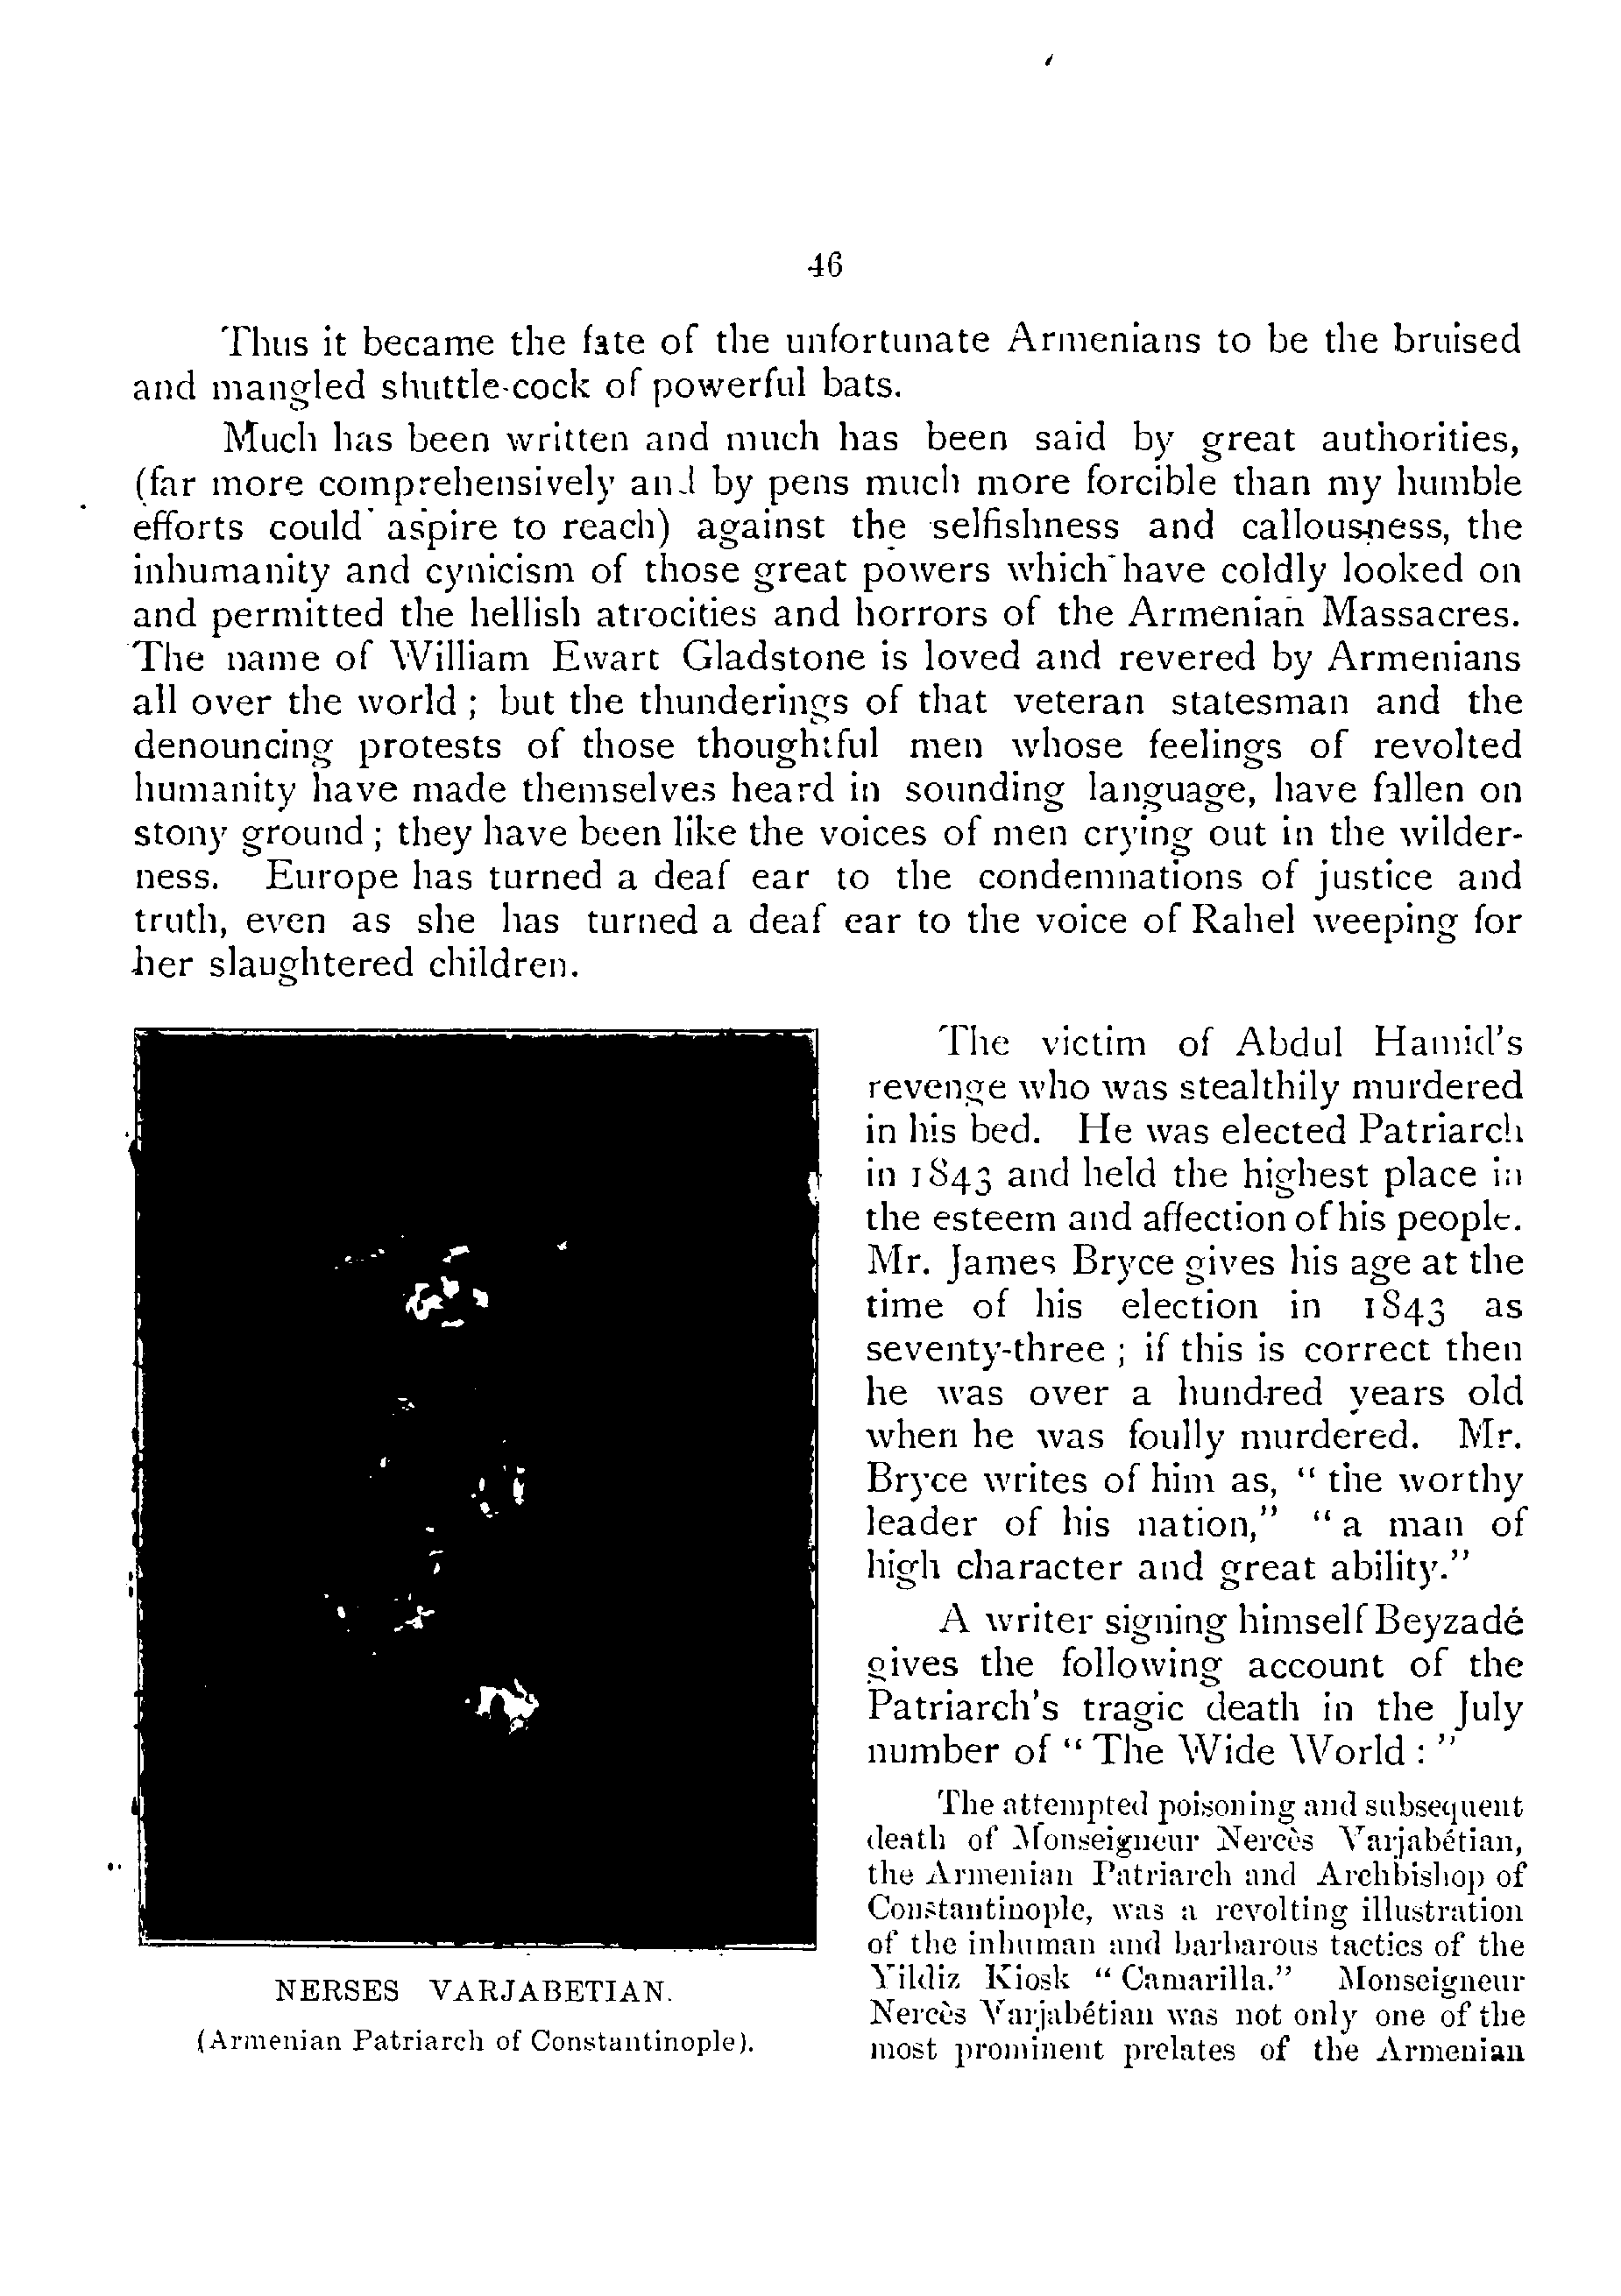 46
Thus it became the fate of the unfortunate Armenians to be the bruised
and mangled shuttle-cock of powerful bats.
Much has been written and much has been said by great authorities,
(far more comprehensively and by pens much more forcible than my humble
efforts could aspire to reach) against the selfishness and callousness, the
inhumanity and cynicism of those great powers which have coldly looked on
and permitted the hellish atrocities and horrors of the Armenian Massacres.
The name of William Ewart Gladstone is loved and revered by Armenians
all over the world ; but the thunderings of that veteran statesman and the
denouncing protests of those thoughtful men whose feelings of revolted
humanity have made themselves heard in sounding language, have fallen on
stony ground ; they have been like the voices of men crying out in the wilder-
ness. Europe has turned a deaf ear to the condemnations of justice and
truth, even as she has turned a deaf ear to the voice of Rahel weeping for
her slaughtered children.
The victim of Abdul Hamid's
revenge who was stealthily murdered
in his bed. He was elected Patriarch
in 1843 and held the highest place in
the esteem and affection of his people.
Mr. James Bryce gives his age at the
time of his election in 1843 as
seventy-three ; if this is correct then
he was over a hundred years old
when he was foully murdered. Mr.
Bryce writes of him as, “ the worthy
leader of his nation,” “ a man of
high character and great ability.”
A writer signing himself Beyzadé
gives the following account of the
Patriarch's tragic death in the July
number of “ The Wide World : ”
The attempted poisoning and subsequent
death of Monseigneur Nercès Varjabétian,
the Armenian Patriarch and Archbishop of
Constantinople, was a revolting illustration
of the inhuman and barbarous tactics of the
Yildiz Kiosk “ Camarilla.” Monseigneur
Nercès Varjabétian was not only one of the
most prominent prelates of the Armenian
NERSES VARJABETIAN.
(Armenian Patriarch of Constantinople).